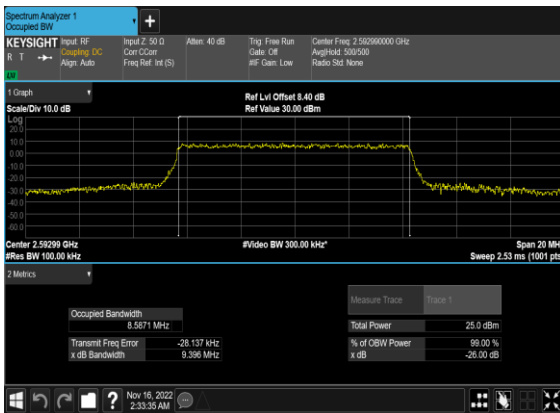 Spectrum Analyzer 1
Occupied BW
+
KEYSIGHT
R T
LV
Input: RF
Coupling: DC
Align: Auto
Input Z: 50 Ω
Corr CCorr
Freq Ref: Int (S)
Atten: 40 dB
Trig: Free Run
Gate: Off
#IF Gain: Low
Center Freq: 2.592990000 GHz
Avg|Hold: 500/500
Radio Std: None
1 Graph
Scale/Div 10.0 dB
Ref Lvl Offset 8.40 dB
Ref Value 30.00 dBm
Log
20.0
10.0
0.00
-10.0
-20.0
-30.0
-40.0
-50.0
-60.0
Center 2.59299 GHz
#Res BW 100.00 kHz
#Video BW 300.00 kHz*
Span 20 MH
Sweep 2.53 ms (1001 pts
2 Metrics
Measure Trace Trace 1
Occupied Bandwidth
8.5871 MHz
Total Power 25.0 dBm
Transmit Freq Error -28.137 kHz
x dB Bandwidth 9.396 MHz
% of OBW Power 99.00 %
x dB -26.00 dB
?
Nov 16, 2022
2:33:35 AM